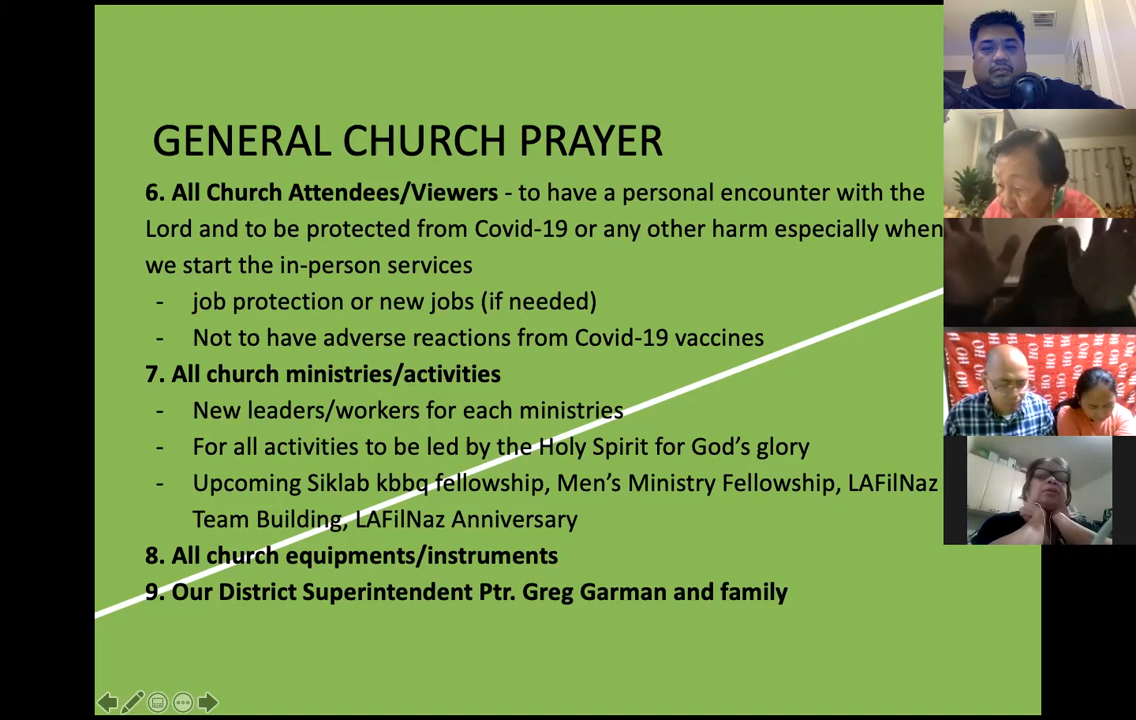 GENERAL CHURCH PRAYER
6. All Church Attendees/Viewers - to have a personal encounter with the
Lord and to be protected from Covid-19 or any other harm especially when
we start the in-person services
- job protection or new jobs (if needed)
- Not to have adverse reactions from Covid-19 vaccines
7. All church ministries/activities
- New leaders/workers for each ministries
- For all activities to be led by the Holy Spirit for God's glory
- Upcoming Siklab kbbq fellowship, Men's Ministry Fellowship, LAFilNaz
Team Building, LAFilNaz Anniversary
8. All church equipments/instruments
9. Our District Superintendent Ptr. Greg Garman and family
HO HO HO